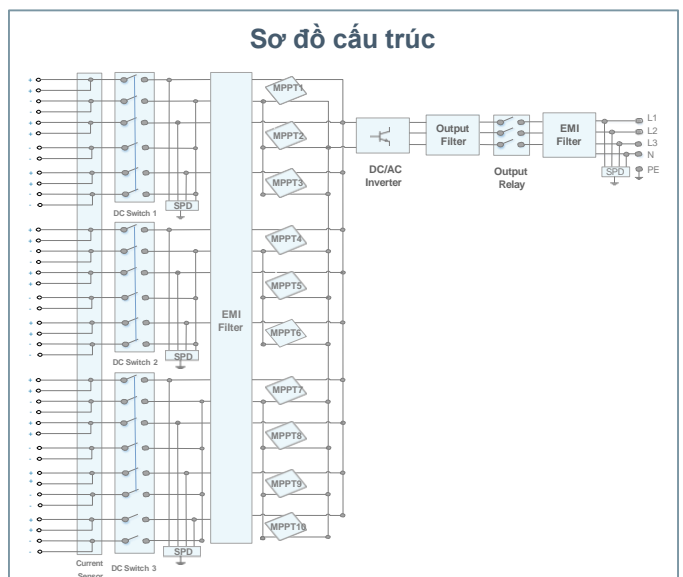 Sơ đồ cấu trúc
MPPT1
MPPT2
MPPT3
SPD
DC Switch 1
MPPT4
MPPT5
MPPT6
SPD
DC Switch 2
EMI
Filter
MPPT7
MPPT8
MPPT9
MPPT10
SPD
Current
Sensor
DC Switch 3
DC/AC
Inverter
Output
Filter
Output
Relay
EMI
Filter
L1
L2
L3
N
SPD
PE